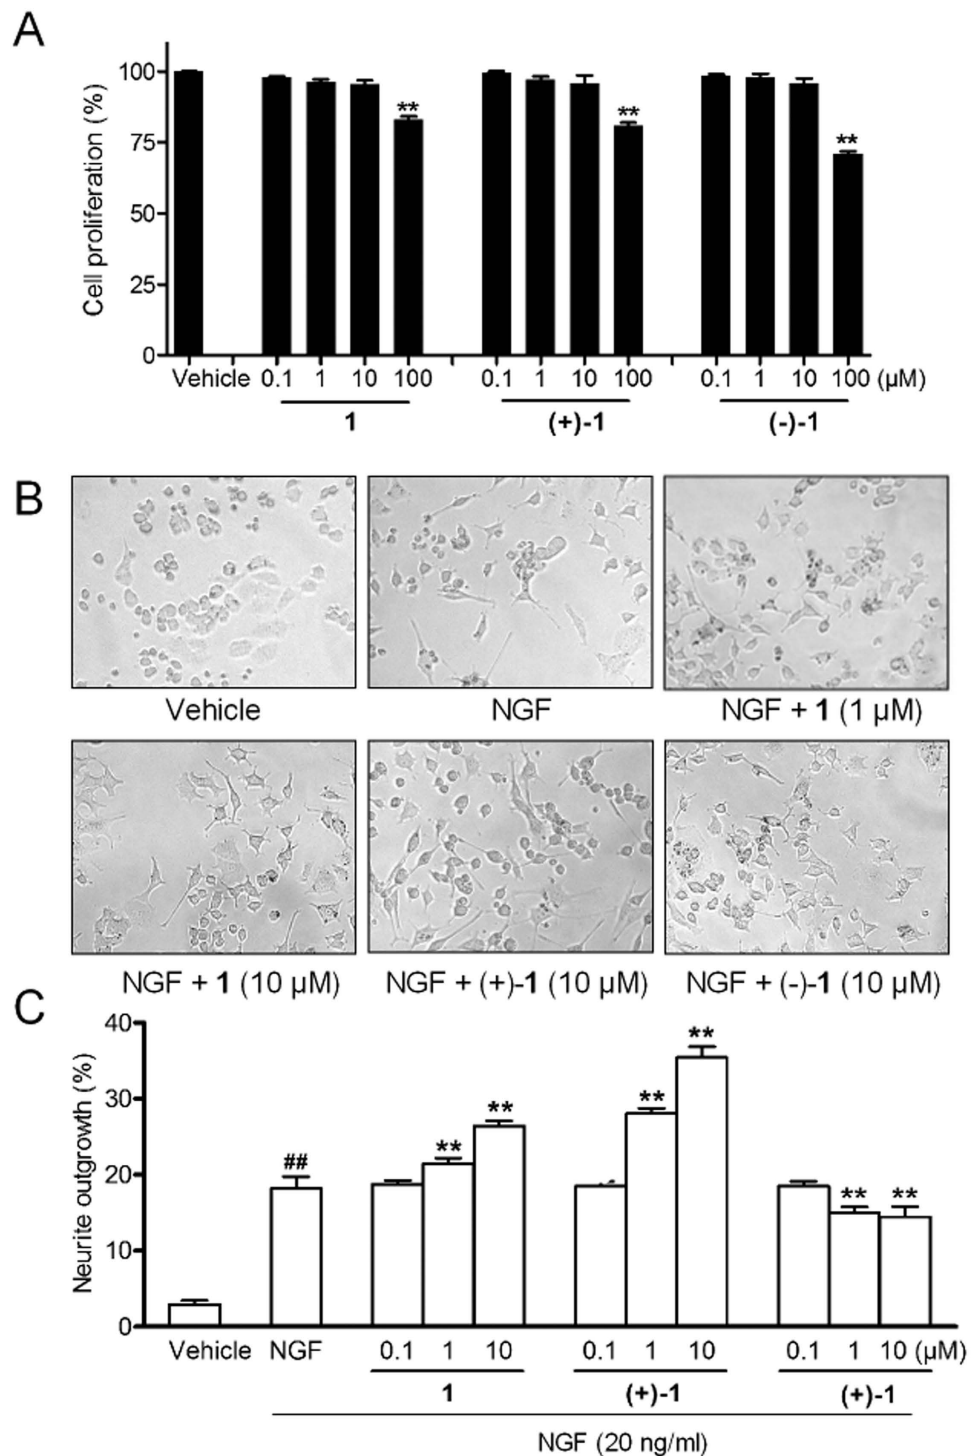 A
Cell proliferation (%)
100
75
50
25
0
** ** **
Vehicle 0.1 1 10 100 0.1 1 10 100 0.1 1 10 100 (µM)
1 (+)-1 (-)-1
B
Vehicle NGF NGF + 1 (1 µM)
NGF + 1 (10 µM) NGF + (+)-1 (10 µM) NGF + (-)-1 (10 µM)
C
Neurite outgrowth (%)
40
30
20
10
0
## ** ** ** ** ** **
Vehicle NGF 0.1 1 10 0.1 1 10 0.1 1 10 (µM)
1 (+)-1 (+)-1
NGF (20 ng/ml)